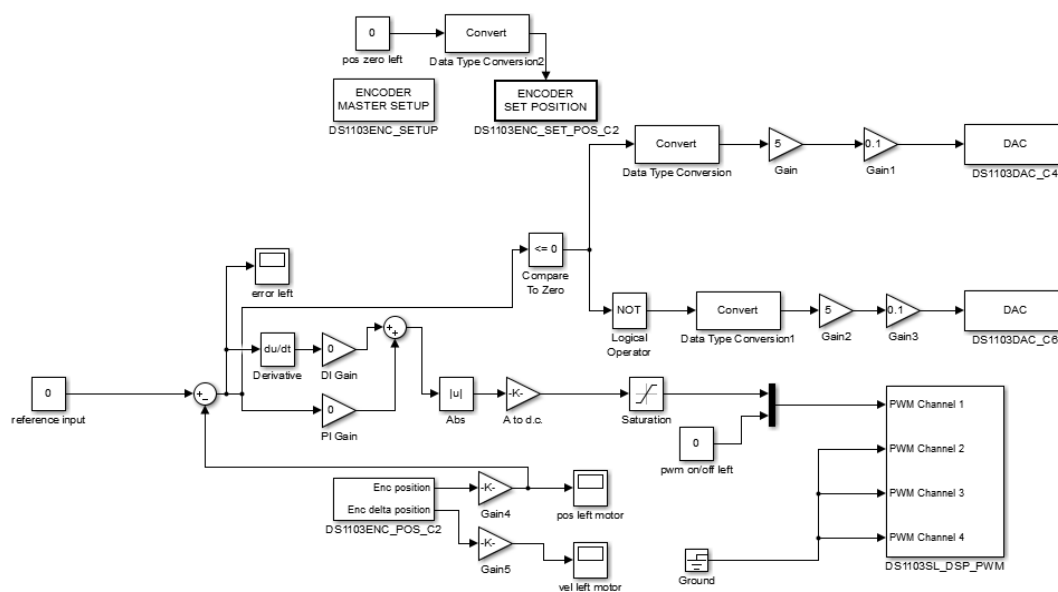 0
pos zero left
Convert
Data Type Conversion2
ENCODER
MASTER SETUP
DS1103ENC_SETUP
ENCODER
SET POSITION
DS1103ENC_SET_POS_C2
Convert
Data Type Conversion
5
Gain
0.1
Gain1
DAC
DS1103DAC_C4
<= 0
Compare
To Zero
error left
NOT
Logical
Operator
Convert
Data Type Conversion1
5
Gain2
0.1
Gain3
DAC
DS1103DAC_C6
0
reference input
+
−
du/dt
Derivative
0
DI Gain
0
PI Gain
+
+
|u|
Abs
-K-
A to d.c.
Saturation
0
pwm on/off left
PWM Channel 1
PWM Channel 2
PWM Channel 3
PWM Channel 4
DS1103SL_DSP_PWM
Enc position
Enc delta position
DS1103ENC_POS_C2
-K-
Gain4
pos left motor
-K-
Gain5
vel left motor
Ground